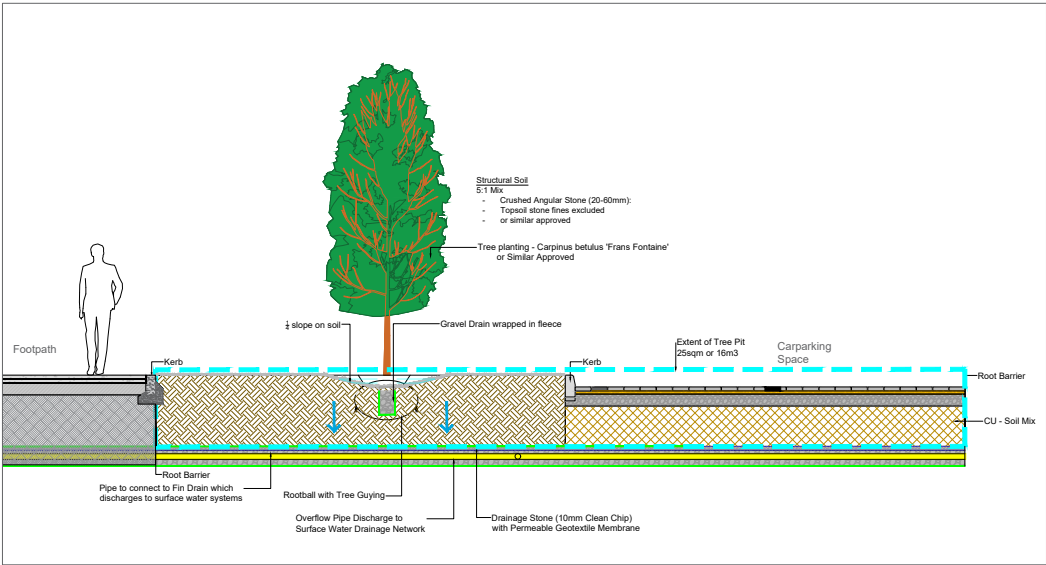 Structural Soil
5:1 Mix
- Crushed Angular Stone (20-60mm):
- Topsoil stone fines excluded
- or similar approved
Tree planting - Carpinus betulus 'Frans Fontaine'
or Similar Approved
¼ slope on soil
Gravel Drain wrapped in fleece
Footpath
Kerb
Kerb
Extent of Tree Pit
25sqm or 16m3
Carparking
Space
Root Barrier
CU - Soil Mix
Root Barrier
Pipe to connect to Fin Drain which
discharges to surface water systems
Rootball with Tree Guying
Overflow Pipe Discharge to
Surface Water Drainage Network
Drainage Stone (10mm Clean Chip)
with Permeable Geotextile Membrane